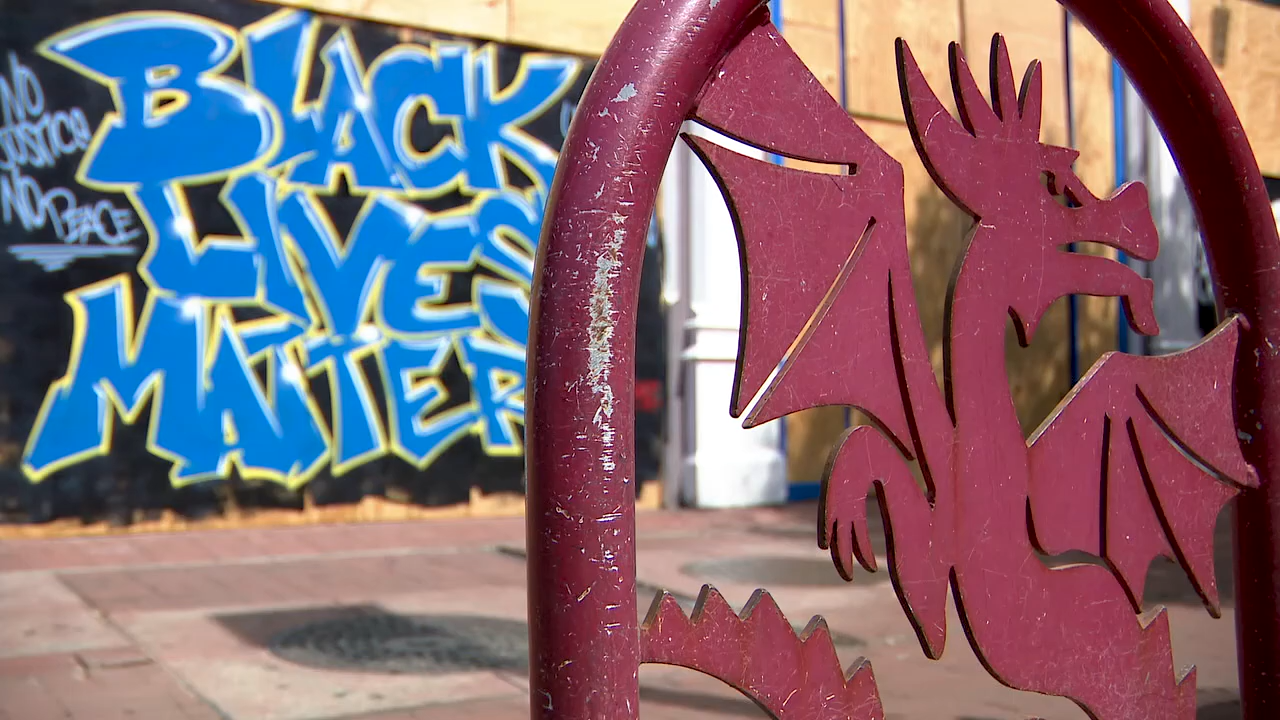 NO
JUSTICE
NO PEACE
BLACK
LIVES
MATTER